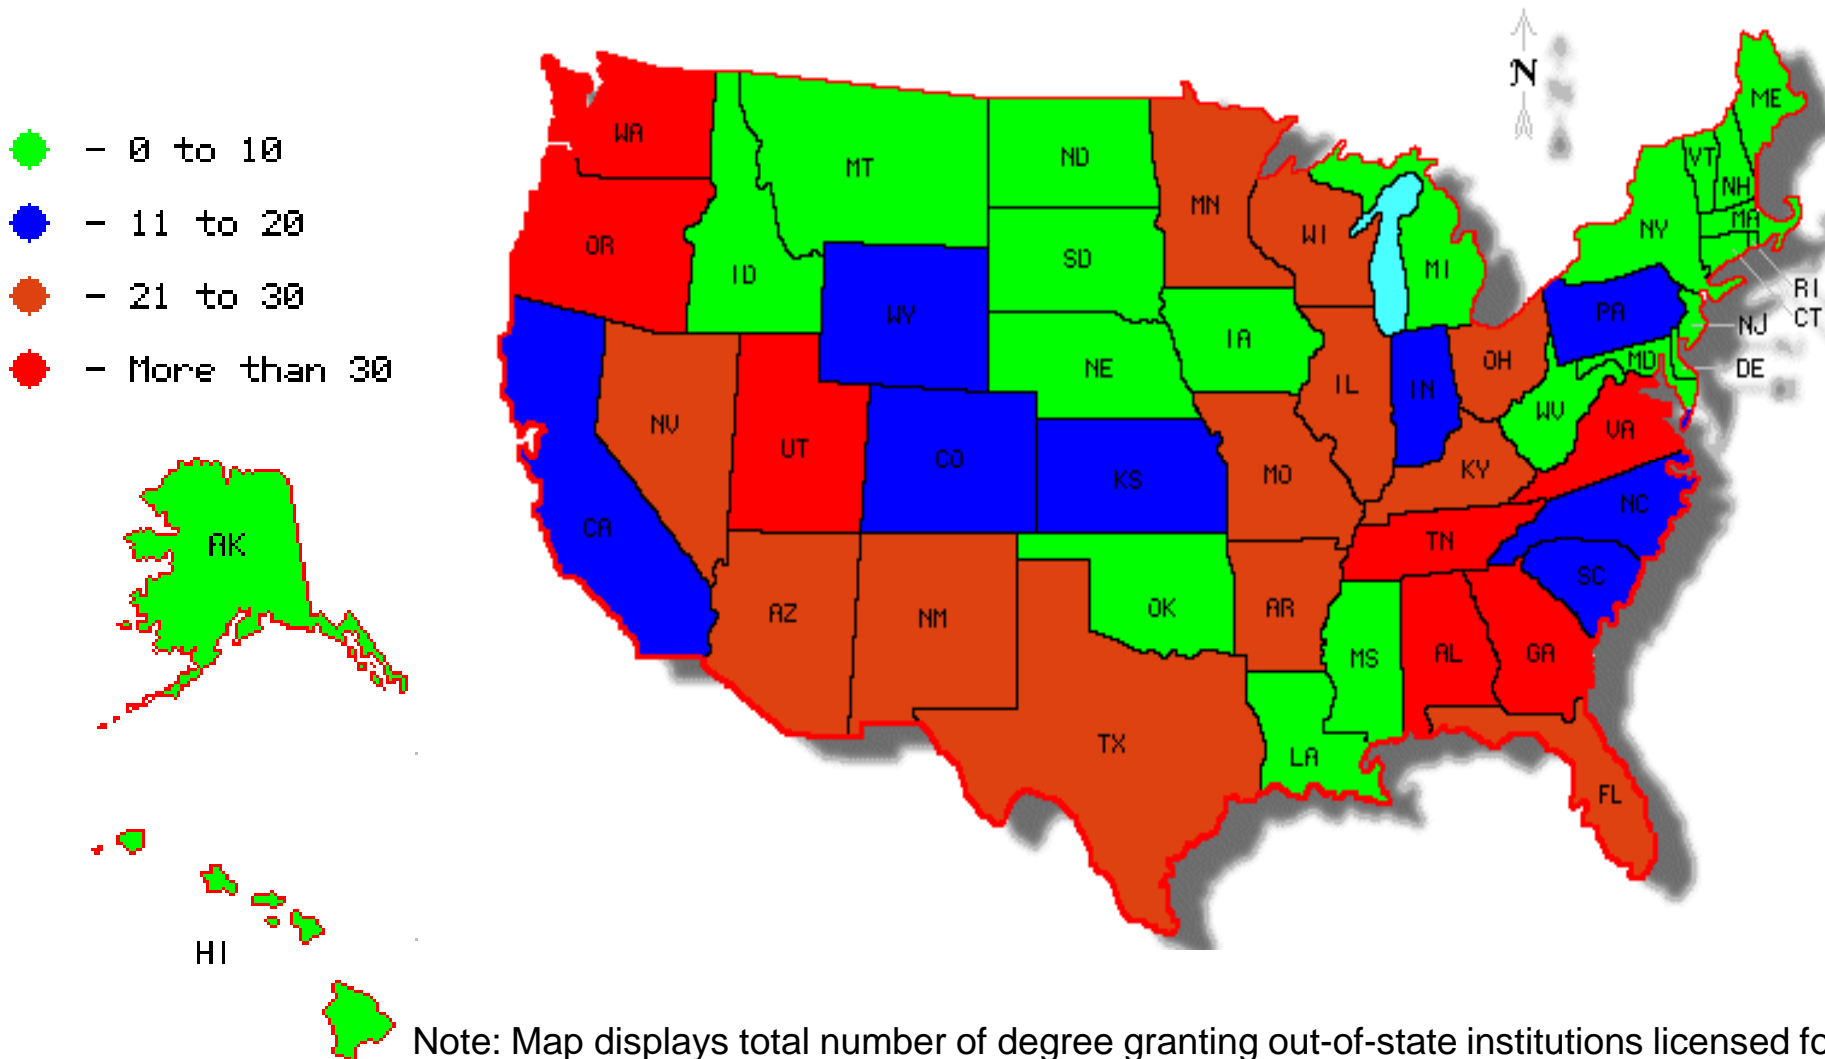 - 0 to 10
- 11 to 20
- 21 to 30
- More than 30
N
WA
OR
ID
MT
ND
SD
NE
WY
MN
WI
IA
MI
IL
IN
OH
PA
NY
VT
NH
ME
MA
RI
CT
NJ
DE
MD
WV
VA
KY
NC
SC
TN
GA
AL
MS
AR
LA
MO
KS
OK
TX
NM
AZ
CO
UT
NV
CA
FL
AK
HI
Note: Map displays total number of degree granting out-of-state institutions licensed fo